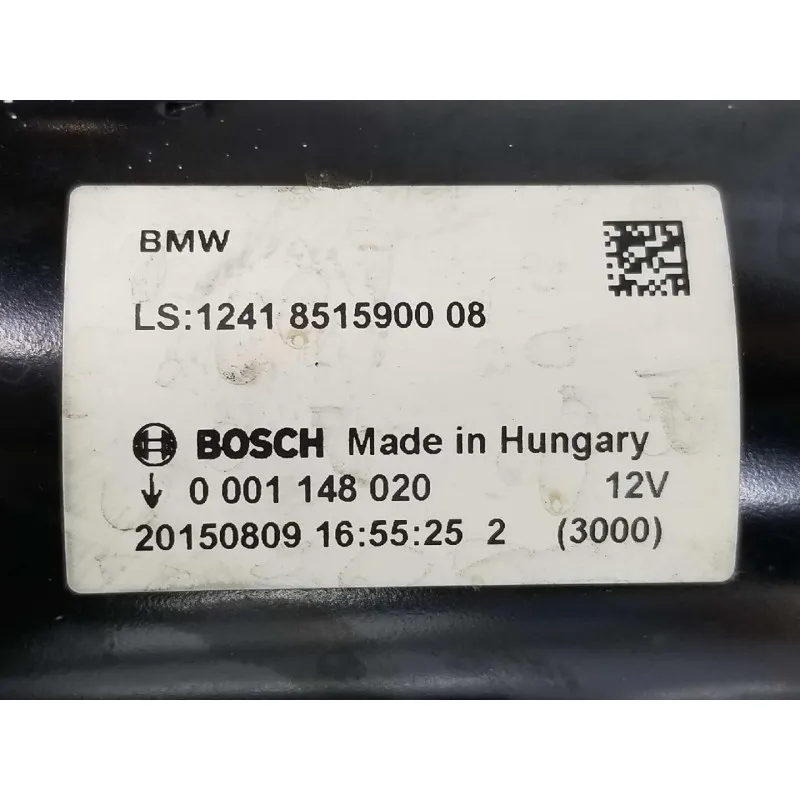 BMW
LS:1241 8515900 08
BOSCH Made in Hungary
↓ 0 001 148 020 12V
20150809 16:55:25 2 (3000)